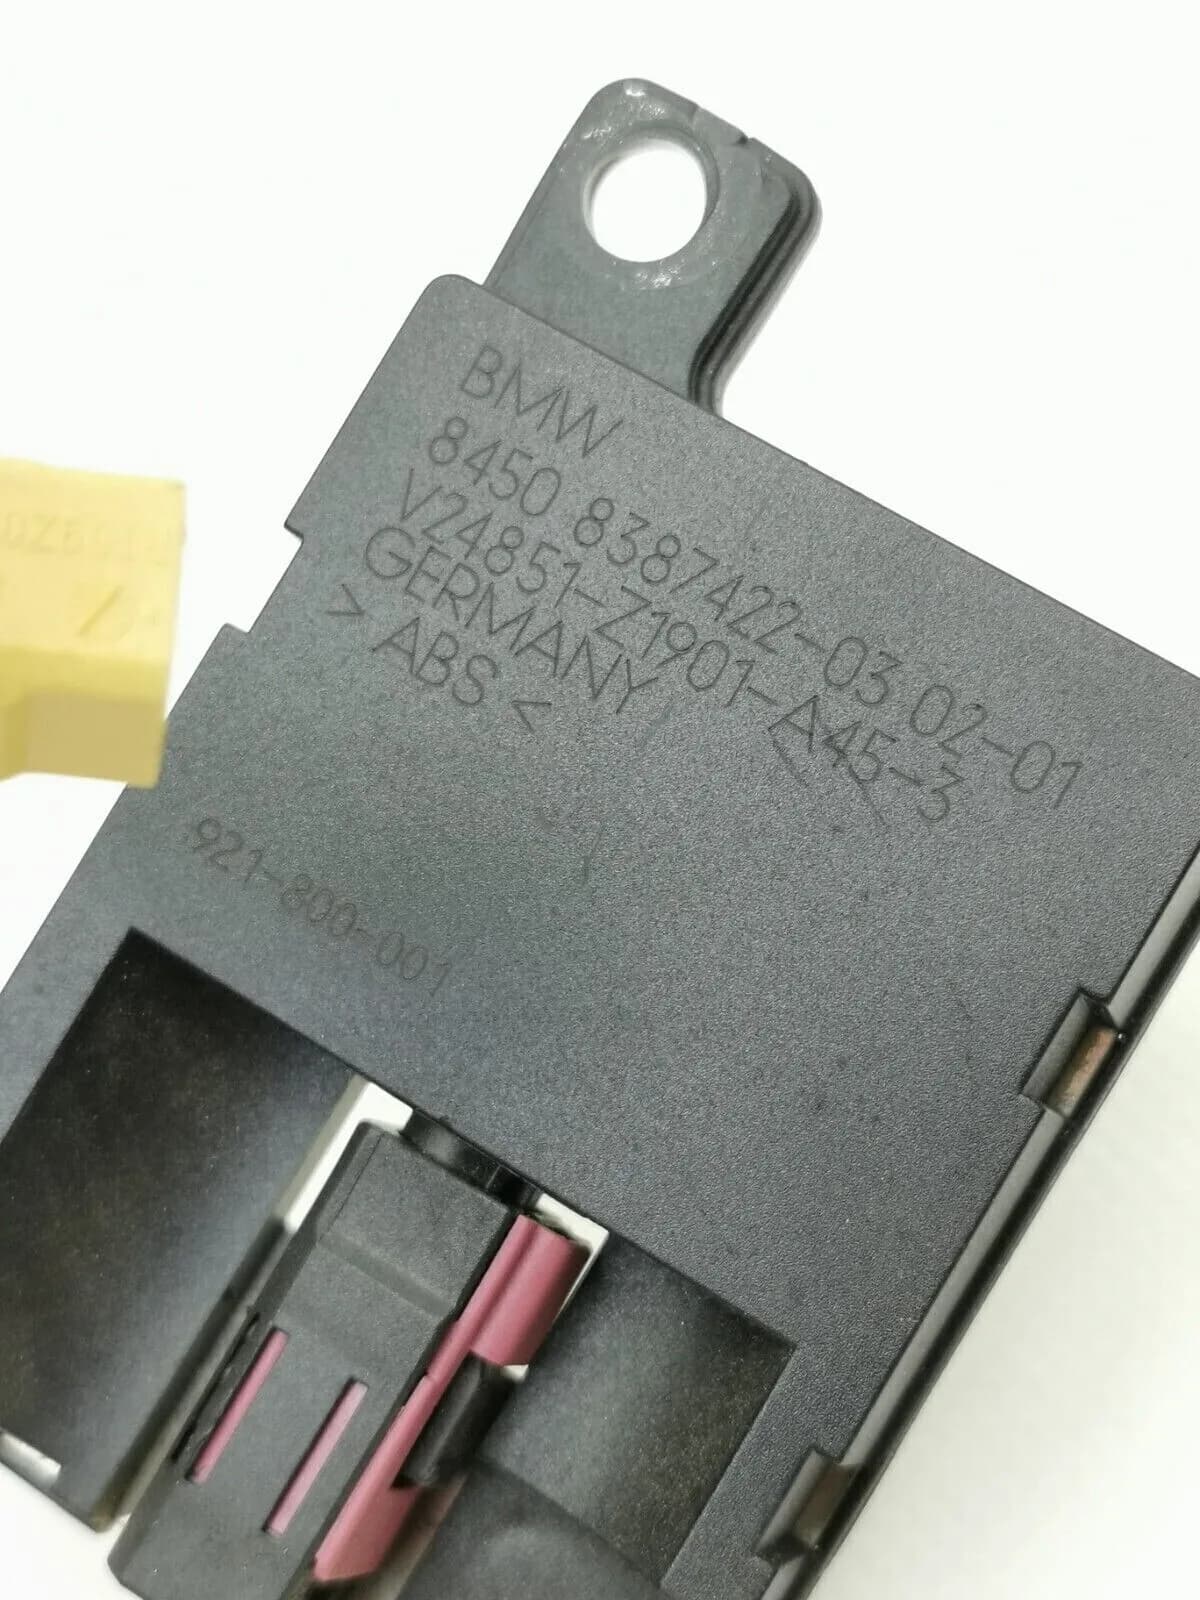 BMW
8450 8387422-03 02-01
V24851-Z1901-A45-3
GERMANY
> ABS <
921-800-001